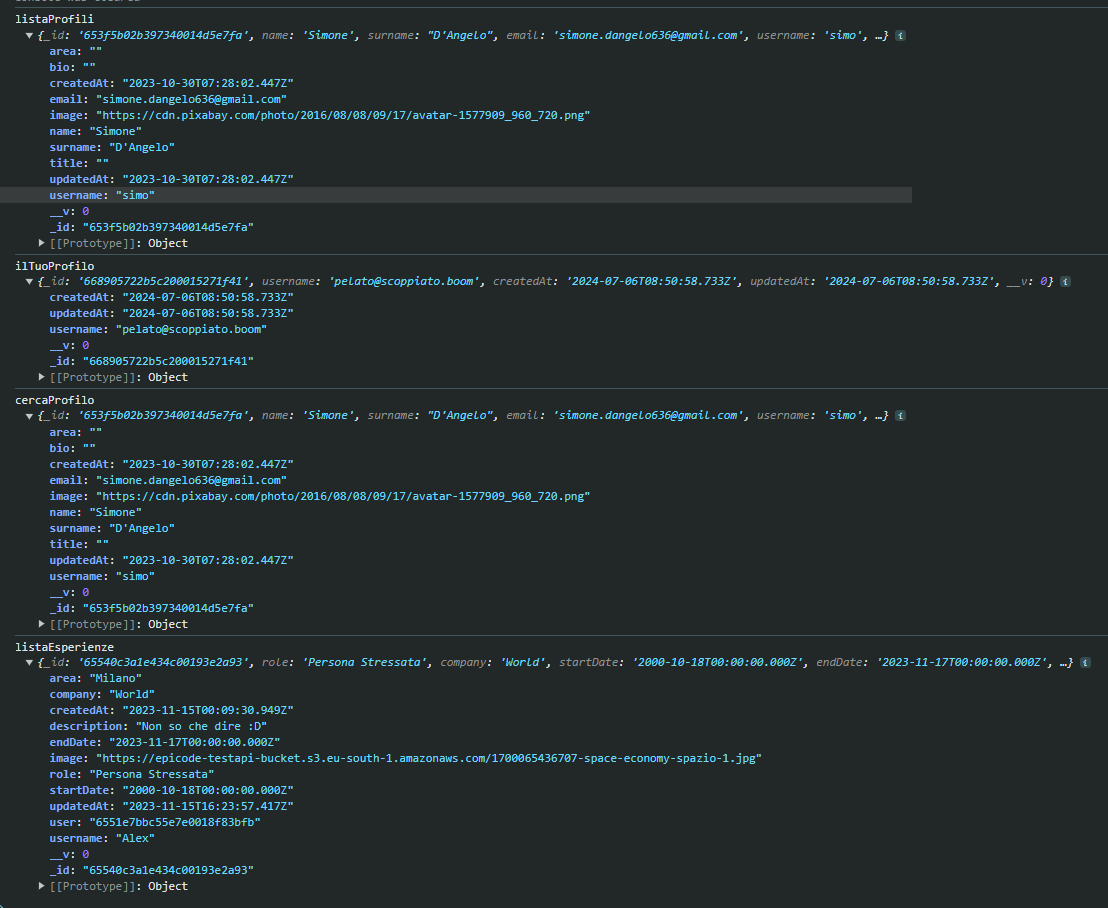 listaProfili
▼ {_id: '653f5b02b397340014d5e7fa', name: 'Simone', surname: "D'Angelo", email: 'simone.dangelo636@gmail.com', username: 'simo', …} i
area: ""
bio: ""
createdAt: "2023-10-30T07:28:02.447Z"
email: "simone.dangelo636@gmail.com"
image: "https://cdn.pixabay.com/photo/2016/08/08/09/17/avatar-1577909_960_720.png"
name: "Simone"
surname: "D'Angelo"
title: ""
updatedAt: "2023-10-30T07:28:02.447Z"
username: "simo"
__v: 0
_id: "653f5b02b397340014d5e7fa"
▶ [[Prototype]]: Object
ilTuoProfilo
▼ {_id: '668905722b5c200015271f41', username: 'pelato@scoppiato.boom', createdAt: '2024-07-06T08:50:58.733Z', updatedAt: '2024-07-06T08:50:58.733Z', __v: 0} i
createdAt: "2024-07-06T08:50:58.733Z"
updatedAt: "2024-07-06T08:50:58.733Z"
username: "pelato@scoppiato.boom"
__v: 0
_id: "668905722b5c200015271f41"
▶ [[Prototype]]: Object
cercaProfilo
▼ {_id: '653f5b02b397340014d5e7fa', name: 'Simone', surname: "D'Angelo", email: 'simone.dangelo636@gmail.com', username: 'simo', …} i
area: ""
bio: ""
createdAt: "2023-10-30T07:28:02.447Z"
email: "simone.dangelo636@gmail.com"
image: "https://cdn.pixabay.com/photo/2016/08/08/09/17/avatar-1577909_960_720.png"
name: "Simone"
surname: "D'Angelo"
title: ""
updatedAt: "2023-10-30T07:28:02.447Z"
username: "simo"
__v: 0
_id: "653f5b02b397340014d5e7fa"
▶ [[Prototype]]: Object
listaEsperienze
▼ {_id: '65540c3a1e434c00193e2a93', role: 'Persona Stressata', company: 'World', startDate: '2000-10-18T00:00:00.000Z', endDate: '2023-11-17T00:00:00.000Z', …} i
area: "Milano"
company: "World"
createdAt: "2023-11-15T00:09:30.949Z"
description: "Non so che dire :D"
endDate: "2023-11-17T00:00:00.000Z"
image: "https://epicode-testapi-bucket.s3.eu-south-1.amazonaws.com/1700065436707-space-economy-spazio-1.jpg"
role: "Persona Stressata"
startDate: "2000-10-18T00:00:00.000Z"
updatedAt: "2023-11-15T16:23:57.417Z"
user: "6551e7bbc55e7e0018f83bfb"
username: "Alex"
__v: 0
_id: "65540c3a1e434c00193e2a93"
▶ [[Prototype]]: Object